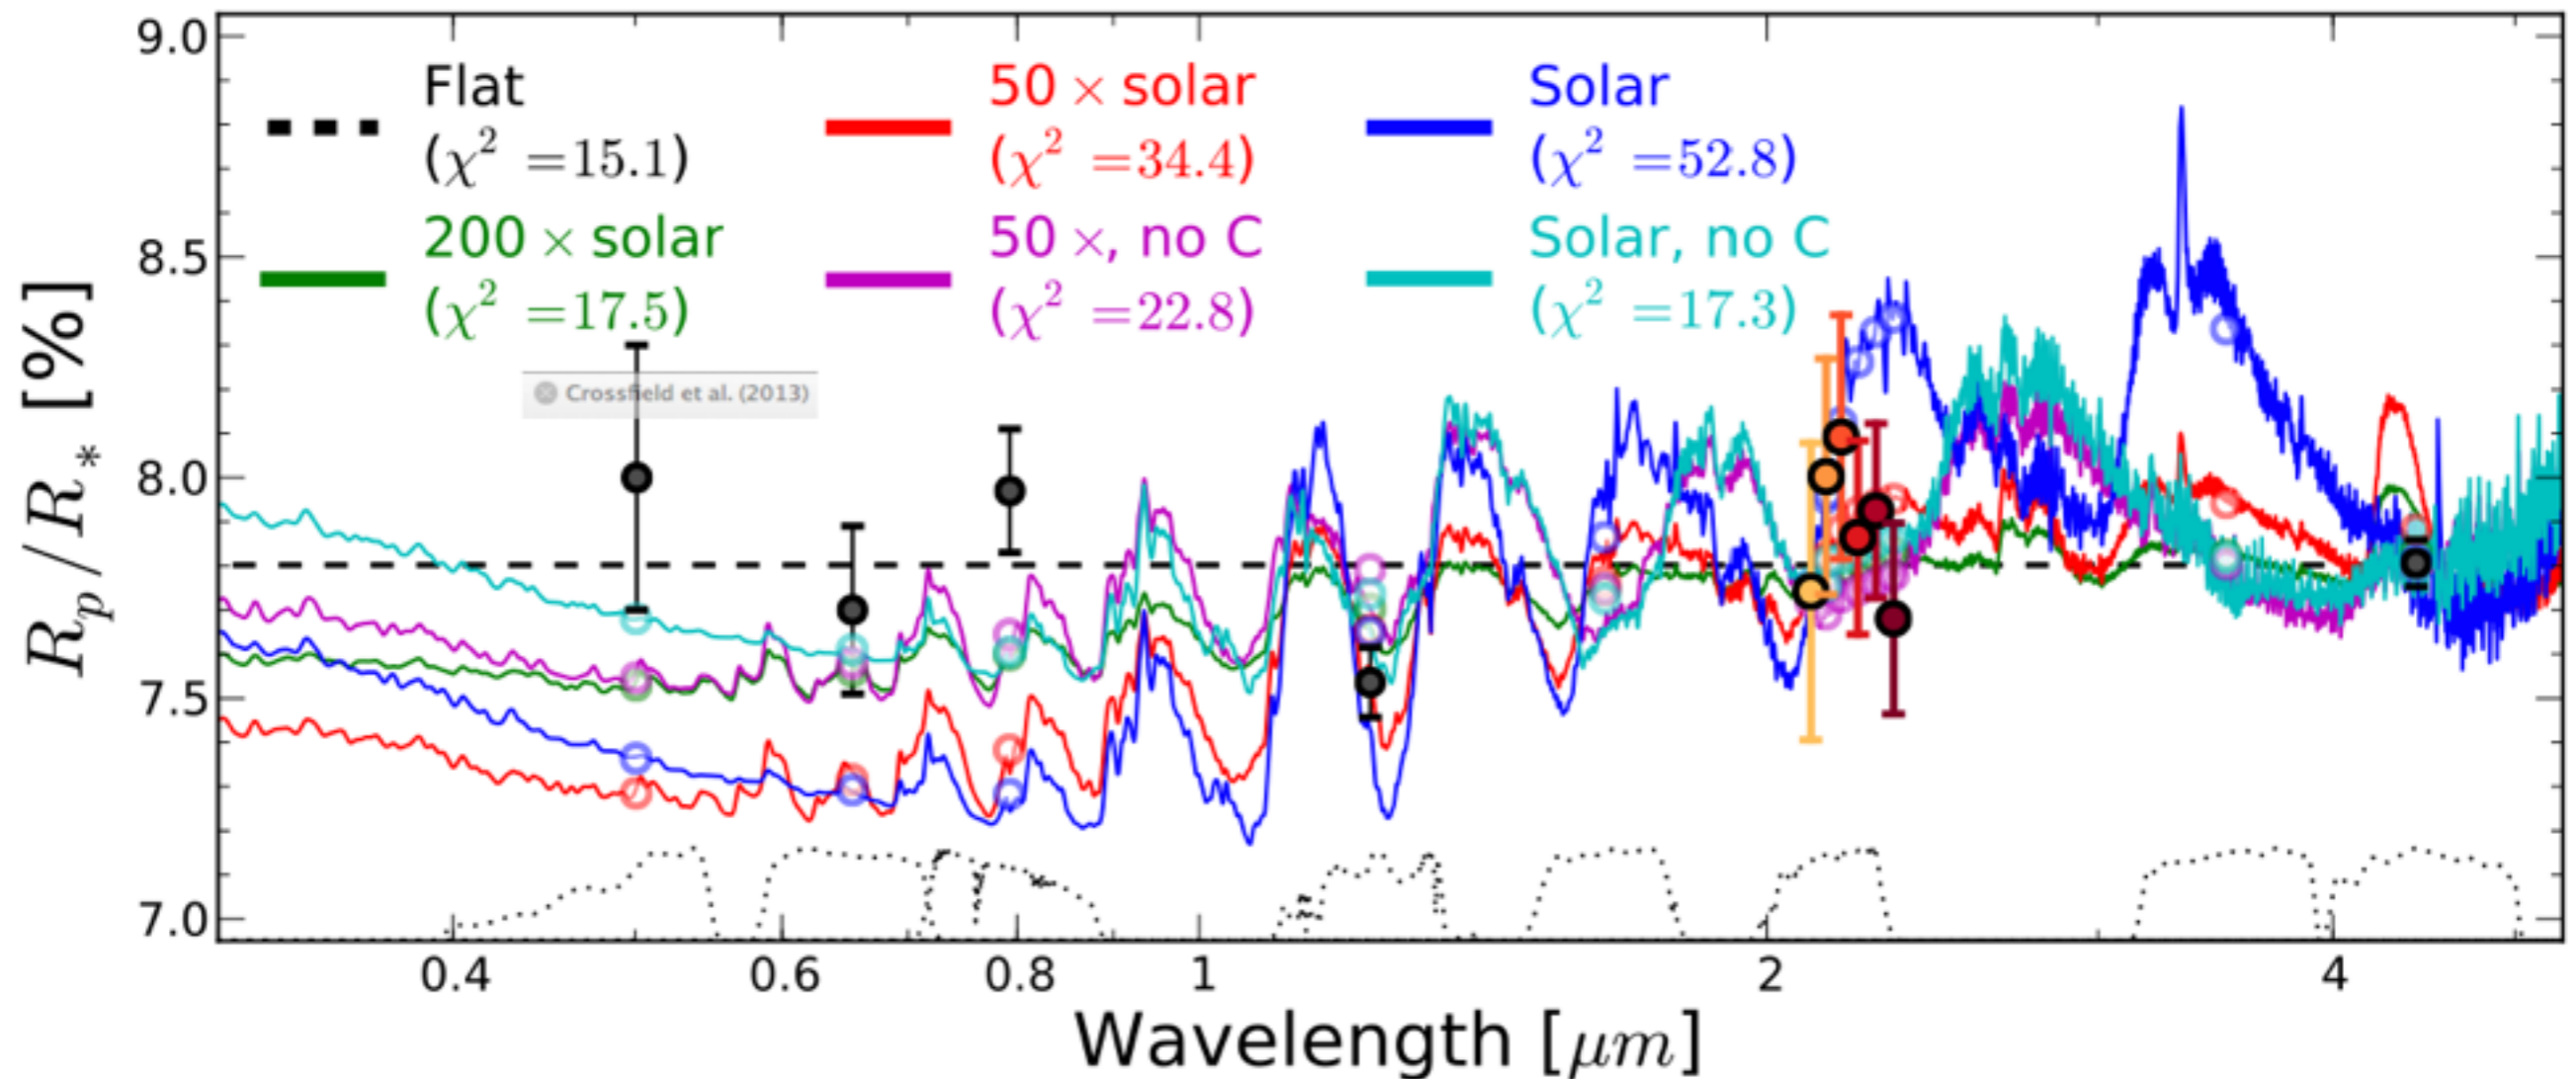 9.0
8.5
8.0
7.5
7.0
R_p/R_* [%]
Flat
(χ² =15.1)
200 × solar
(χ² =17.5)
50 × solar
(χ² =34.4)
50 ×, no C
(χ² =22.8)
Solar
(χ² =52.8)
Solar, no C
(χ² =17.3)
Crossfield et al. (2013)
0.4 0.6 0.8 1 2 4
Wavelength [μm]